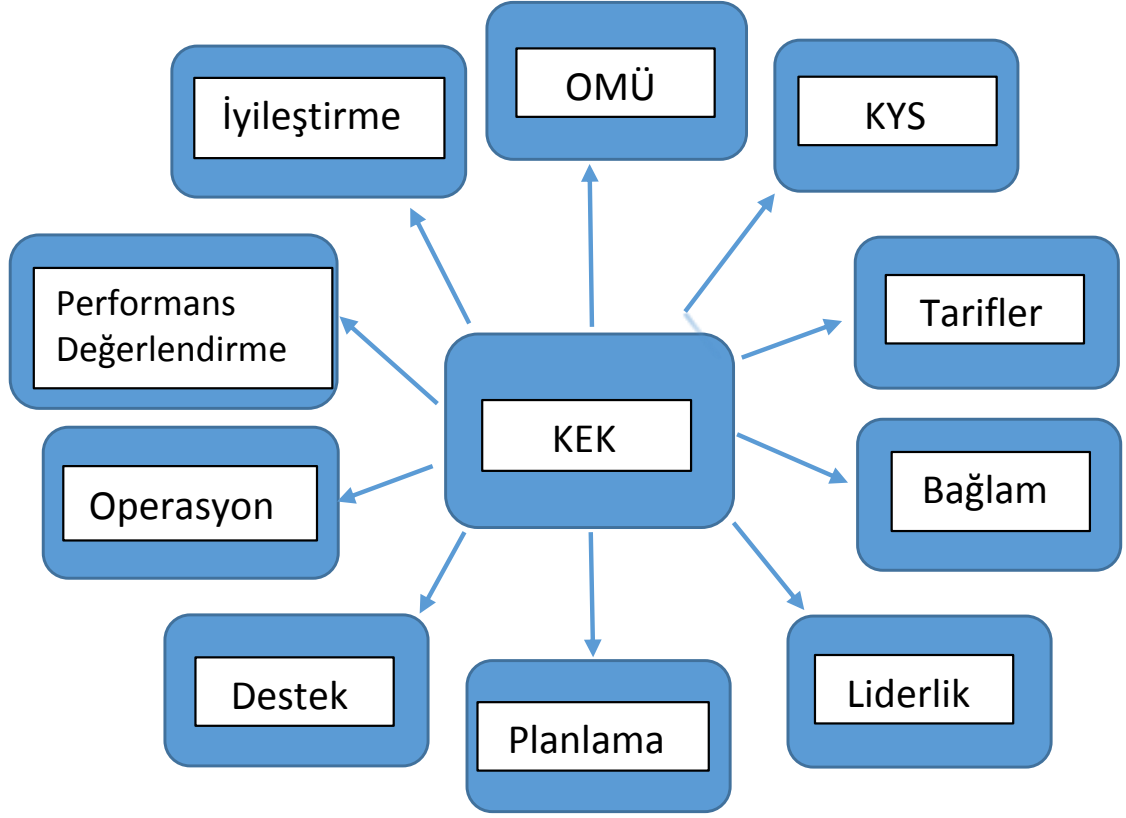 OMÜ
İyileştirme
KYS
Performans
Değerlendirme
Tarifler
KEK
Bağlam
Operasyon
Destek
Liderlik
Planlama